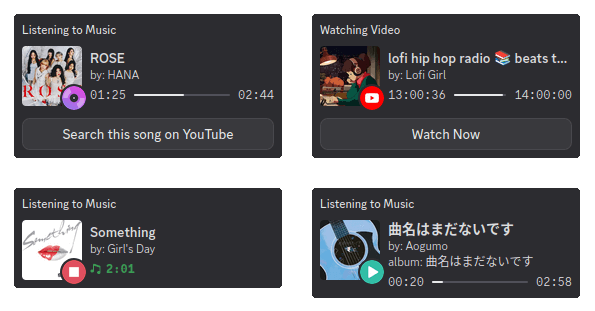 Listening to Music
ROSE
by: HANA
01:25
02:44
Search this song on YouTube
Watching Video
lofi hip hop radio 📚 beats t...
by: Lofi Girl
13:00:36
14:00:00
Watch Now
Listening to Music
Something
Something
by: Girl's Day
2:01
Listening to Music
曲名はまだないです
by: Aogumo
album: 曲名はまだないです
00:20
02:58